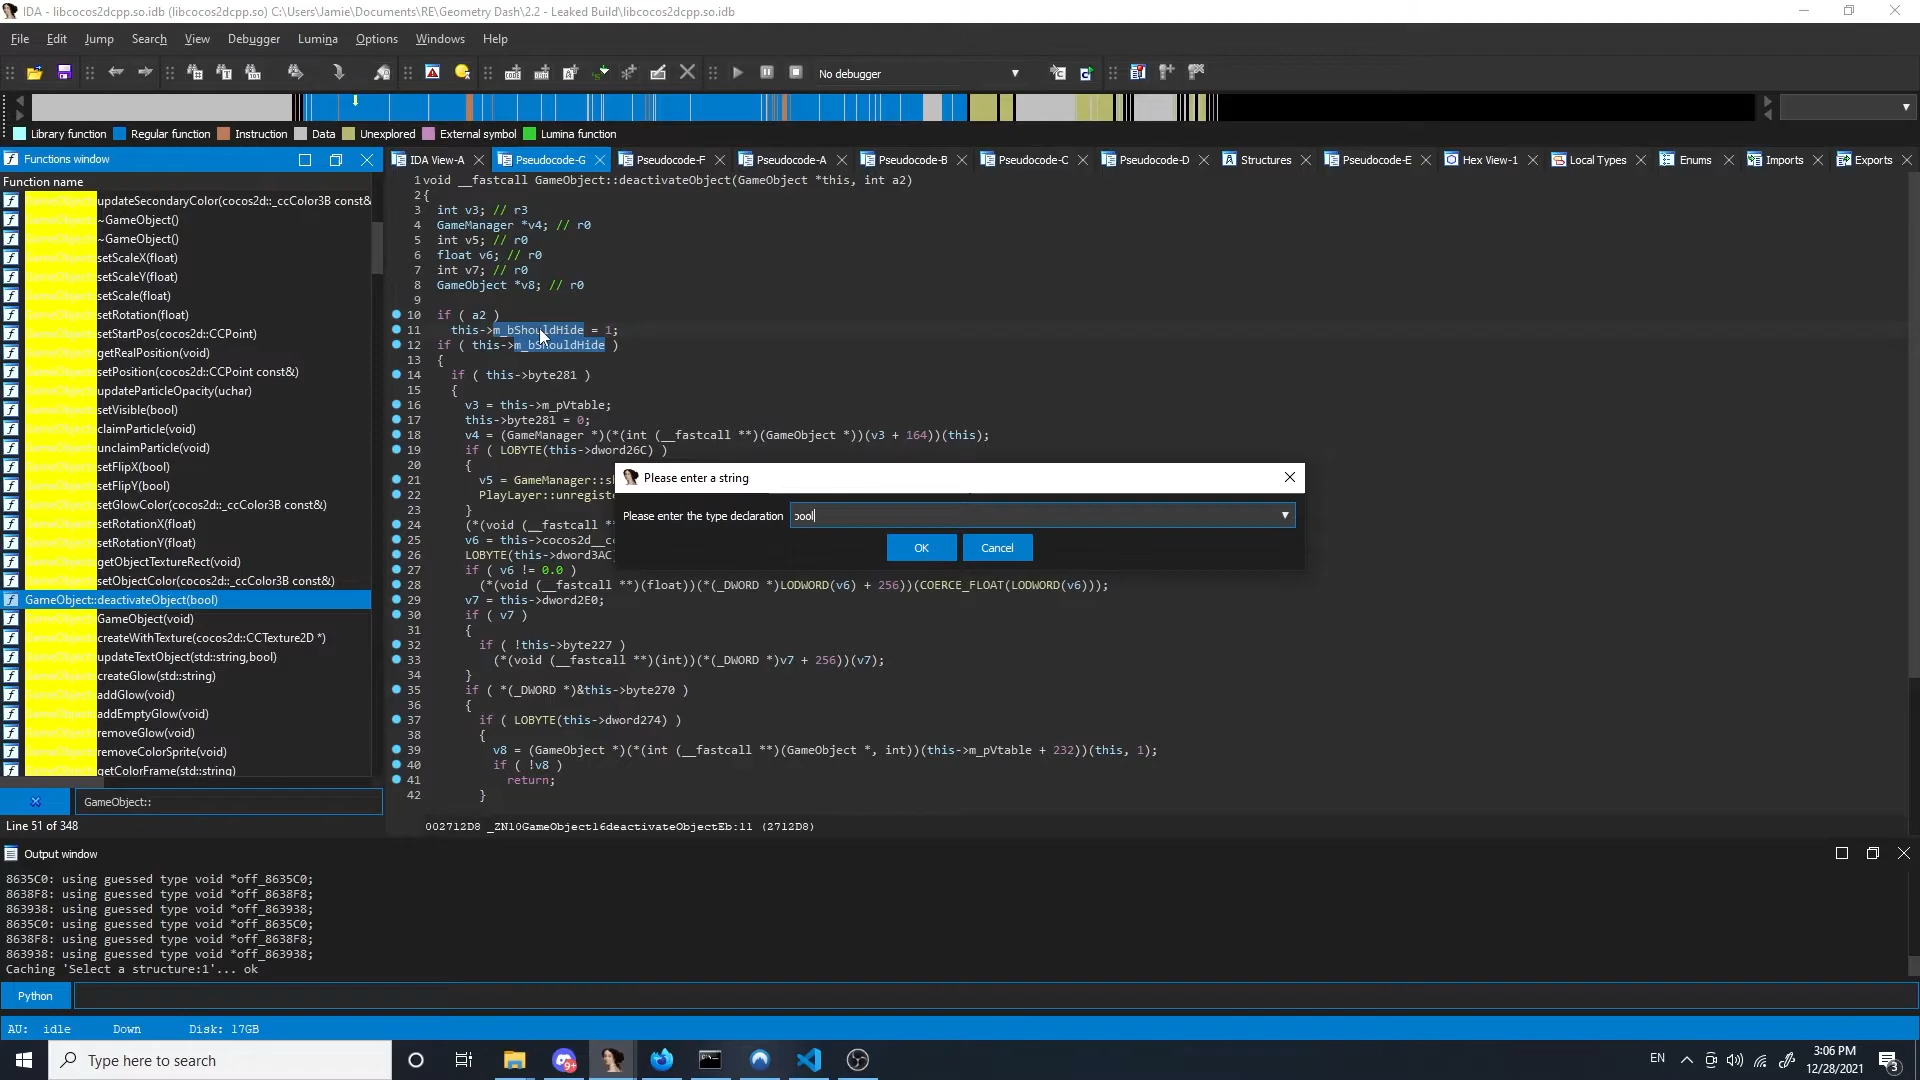 IDA - libcocos2dcpp.so.idb (libcocos2dcpp.so) C:\Users\Jamie\Documents\RE\Geometry Dash\2.2 - Leaked Build\libcocos2dcpp.so.idb
File Edit Jump Search View Debugger Lumina Options Windows Help
No debugger
Library function Regular function Instruction Data Unexplored External symbol Lumina function
Functions window
IDA View-A Pseudocode-G Pseudocode-F Pseudocode-A Pseudocode-B Pseudocode-C Pseudocode-D Structures Pseudocode-E Hex View-1 Local Types Enums Imports Exports
Function name
updateSecondaryColor(cocos2d::_ccColor3B const&
~GameObject()
~GameObject()
setScaleX(float)
setScaleY(float)
setScale(float)
setRotation(float)
setStartPos(cocos2d::CCPoint)
getRealPosition(void)
setPosition(cocos2d::CCPoint const&)
updateParticleOpacity(uchar)
setVisible(bool)
claimParticle(void)
unclaimParticle(void)
setFlipX(bool)
setFlipY(bool)
setGlowColor(cocos2d::_ccColor3B const&)
setRotationX(float)
setRotationY(float)
getObjectTextureRect(void)
setObjectColor(cocos2d::_ccColor3B const&)
GameObject::deactivateObject(bool)
GameObject(void)
createWithTexture(cocos2d::CCTexture2D *)
updateTextObject(std::string,bool)
createGlow(std::string)
addGlow(void)
addEmptyGlow(void)
removeGlow(void)
removeColorSprite(void)
getColorFrame(std::string)
GameObject::
Line 51 of 348
1 void __fastcall GameObject::deactivateObject(GameObject *this, int a2)
2 {
3 int v3; // r3
4 GameManager *v4; // r0
5 int v5; // r0
6 float v6; // r0
7 int v7; // r0
8 GameObject *v8; // r0
9
10 if ( a2 )
11 this->m_bShouldHide = 1;
12 if ( this->m_bShouldHide )
13 {
14 if ( this->byte281 )
15 {
16 v3 = this->m_pVtable;
17 this->byte281 = 0;
18 v4 = (GameManager *)(*(int (__fastcall **)(GameObject *))(v3 + 164))(this);
19 if ( LOBYTE(this->dword26C) )
20 {
21 v5 = GameManager::sh
22 PlayLayer::unregiste
23 }
24 (*(void (__fastcall *
25 v6 = this->cocos2d__cc
26 LOBYTE(this->dword3AC)
27 if ( v6 != 0.0 )
28 (*(void (__fastcall **)(float))(*(_DWORD *)LODWORD(v6) + 256))(COERCE_FLOAT(LODWORD(v6)));
29 v7 = this->dword2E0;
30 if ( v7 )
31 {
32 if ( !this->byte227 )
33 (*(void (__fastcall **)(int))(*(_DWORD *)v7 + 256))(v7);
34 }
35 if ( *(_DWORD *)&this->byte270 )
36 {
37 if ( LOBYTE(this->dword274) )
38 {
39 v8 = (GameObject *)(*(int (__fastcall **)(GameObject *, int))(this->m_pVtable + 232))(this, 1);
40 if ( !v8 )
41 return;
42 }
002712D8 _ZN10GameObject16deactivateObjectEb:11 (2712D8)
Please enter a string
Please enter the type declaration bool
OK Cancel
Output window
8635C0: using guessed type void *off_8635C0;
8638F8: using guessed type void *off_8638F8;
863938: using guessed type void *off_863938;
8635C0: using guessed type void *off_8635C0;
8638F8: using guessed type void *off_8638F8;
863938: using guessed type void *off_863938;
Caching 'Select a structure:1'... ok
Python
AU: idle Down Disk: 17GB
Type here to search
EN 3:06 PM
12/28/2021
3